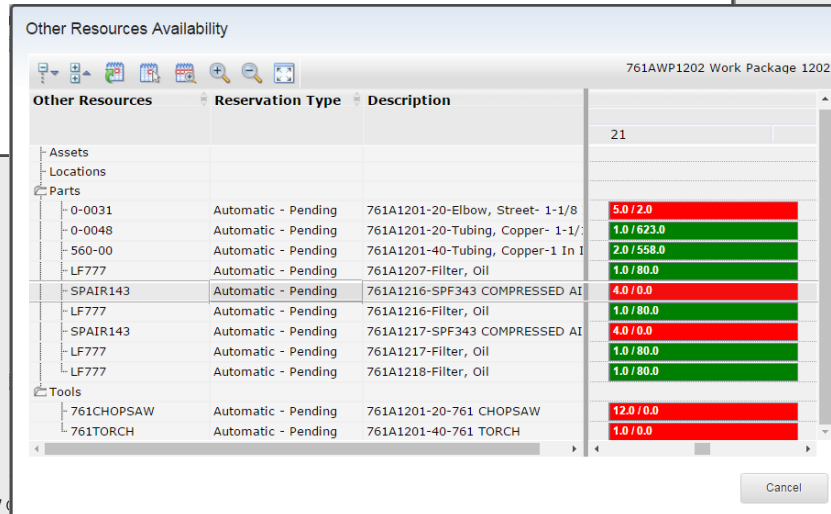 Other Resources Availability
761AWP1202 Work Package 1202
Other Resources Reservation Type Description
21
Assets
Locations
Parts
0-0031 Automatic - Pending 761A1201-20-Elbow, Street- 1-1/8 5.0 / 2.0
0-0048 Automatic - Pending 761A1201-20-Tubing, Copper- 1-1/ 1.0 / 623.0
560-00 Automatic - Pending 761A1201-40-Tubing, Copper-1 In I 2.0 / 558.0
LF777 Automatic - Pending 761A1207-Filter, Oil 1.0 / 80.0
SPAIR143 Automatic - Pending 761A1216-SPF343 COMPRESSED AI 4.0 / 0.0
LF777 Automatic - Pending 761A1216-Filter, Oil 1.0 / 80.0
SPAIR143 Automatic - Pending 761A1217-SPF343 COMPRESSED AI 4.0 / 0.0
LF777 Automatic - Pending 761A1217-Filter, Oil 1.0 / 80.0
LF777 Automatic - Pending 761A1218-Filter, Oil 1.0 / 80.0
Tools
761CHOPSAW Automatic - Pending 761A1201-20-761 CHOPSAW 12.0 / 0.0
761TORCH Automatic - Pending 761A1201-40-761 TORCH 1.0 / 0.0
Cancel